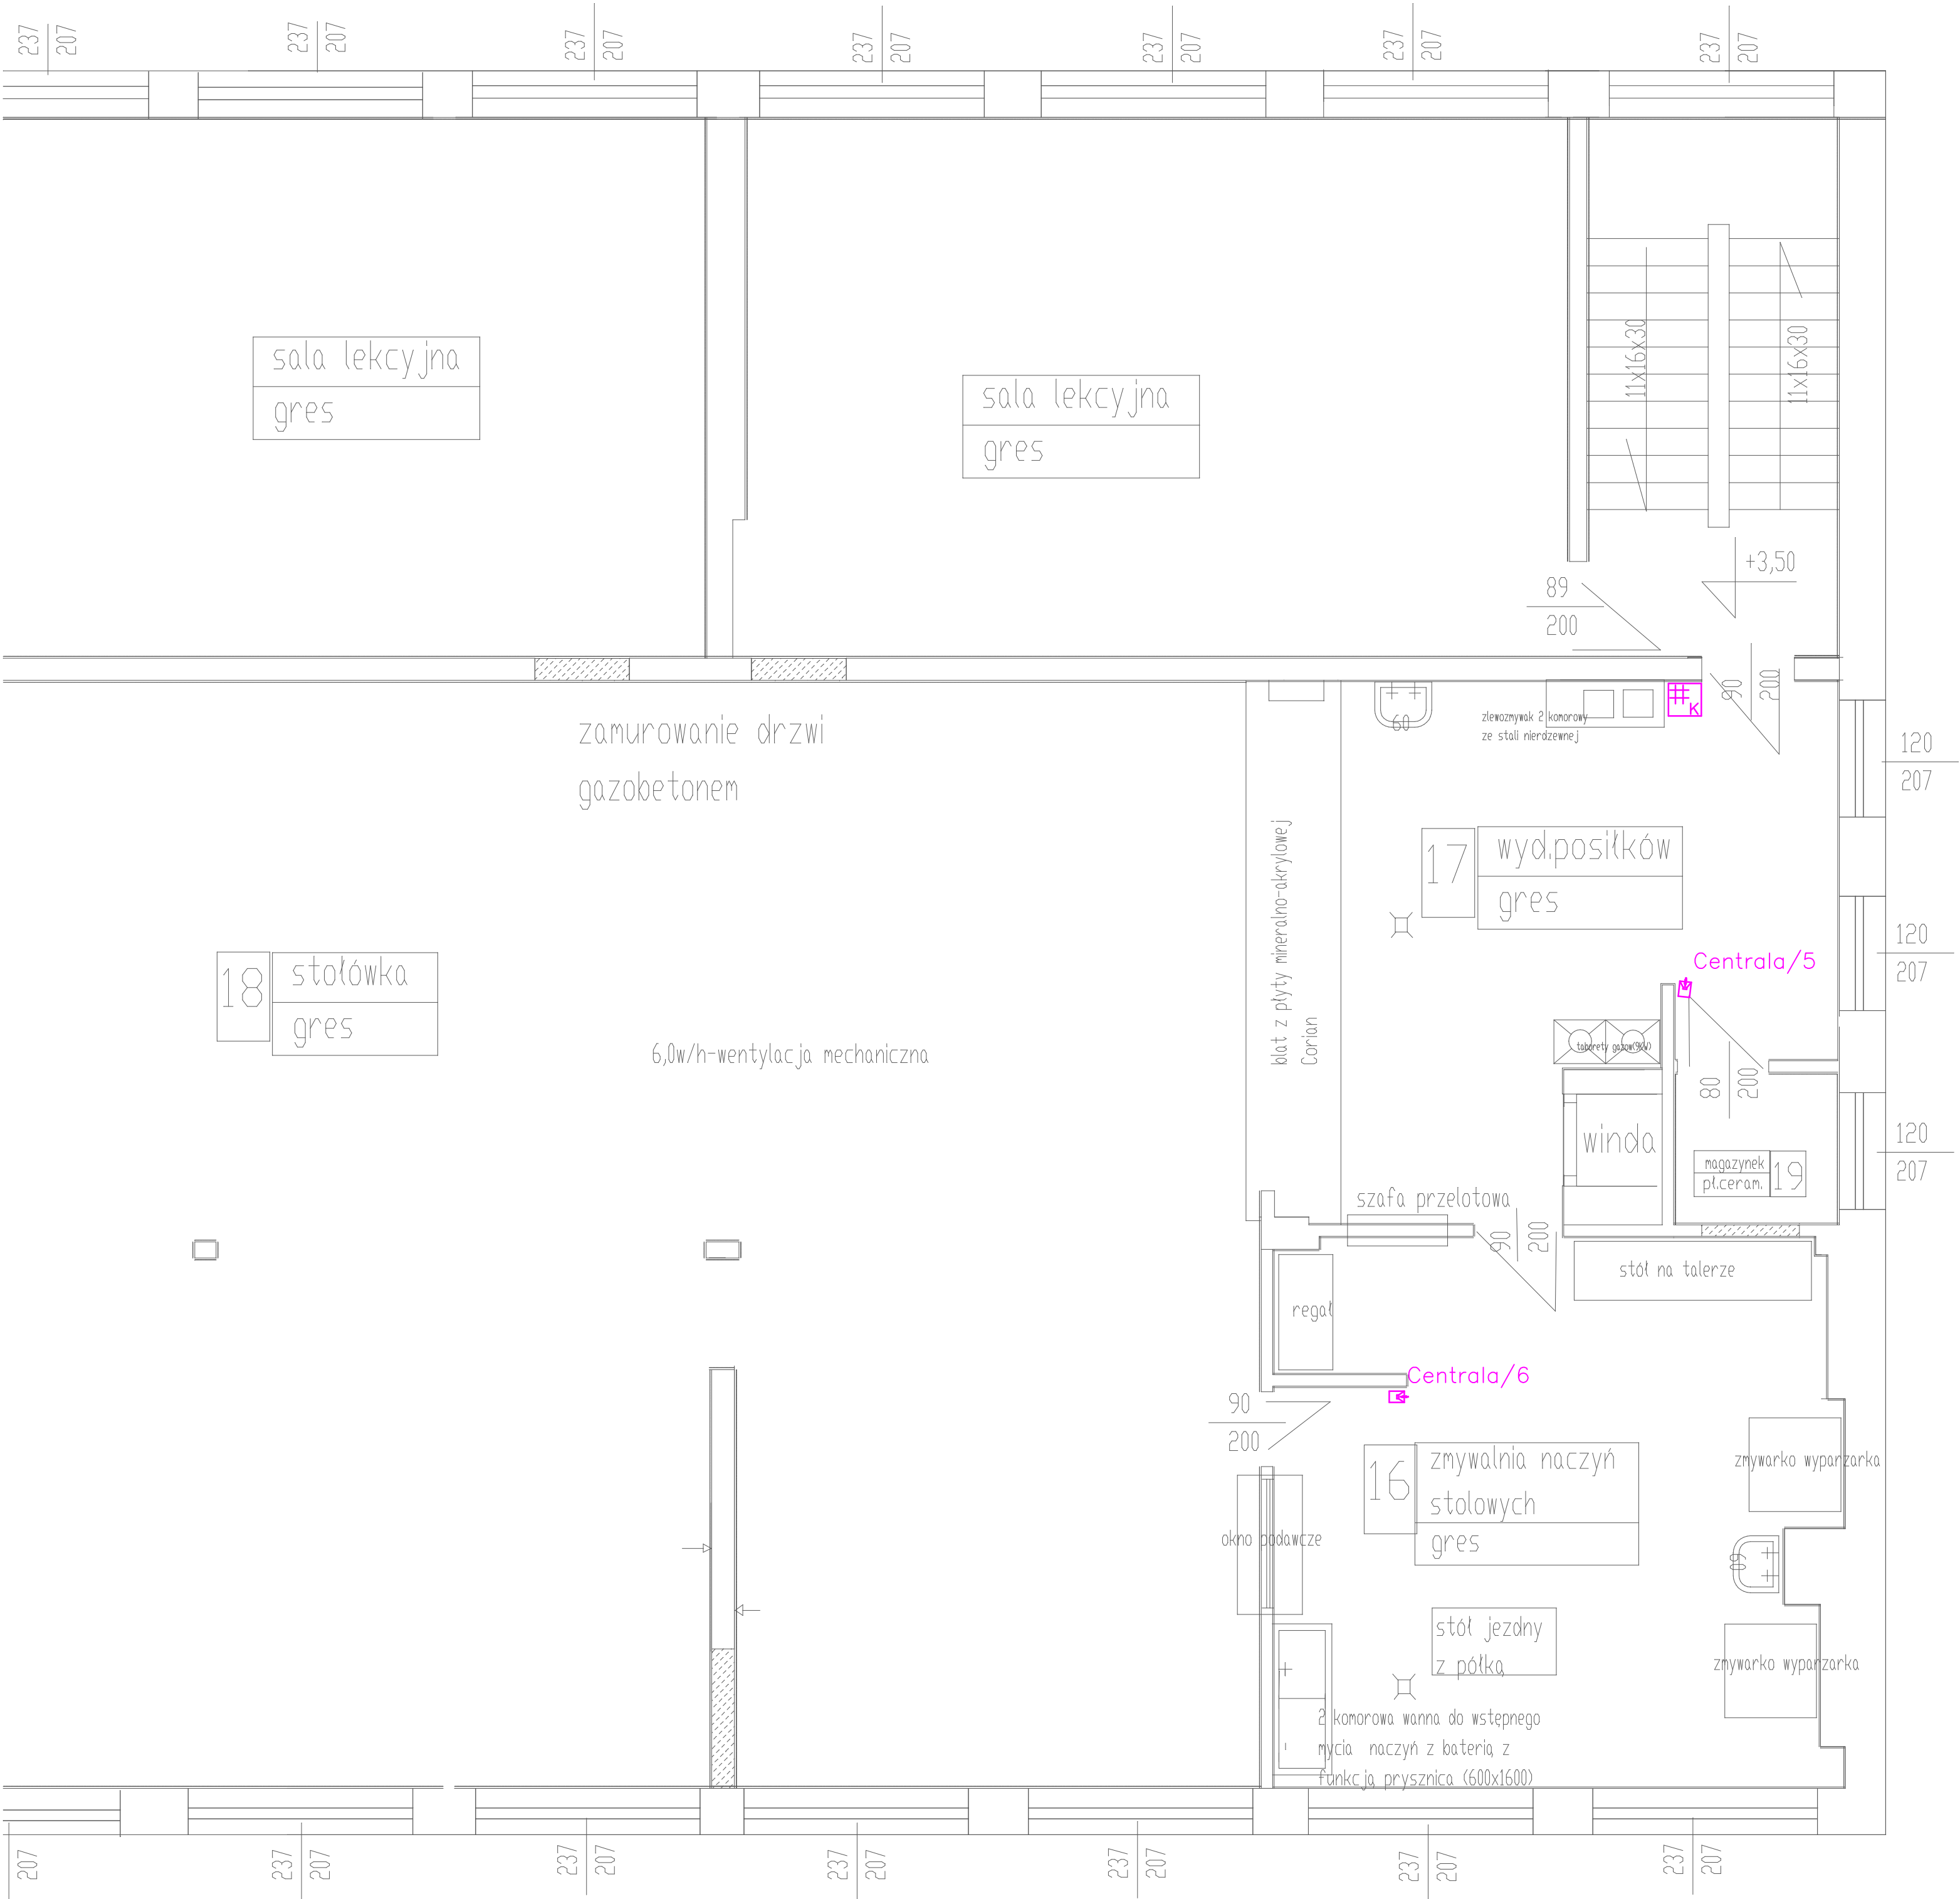 237
207
237
207
237
207
237
207
237
207
237
207
237
207
sala lekcyjna
gres
sala lekcyjna
gres
11x16x30
11x16x30
+3,50
89
200
90
200
zamurowanie drzwi
gazobetonem
60
zlewozmywak 2 komorowy
ze stali nierdzewnej
K
120
207
17
wyd.posiłków
gres
blat z płyty mineralno-akrylowej
Corian
120
207
Centrala/5
18
stołówka
gres
6,0w/h-wentylacja mechaniczna
taborety gazow(9kW)
80
200
winda
120
207
magazynek
pł.ceram.
19
szafa przelotowa
90
200
stół na talerze
regał
Centrala/6
90
200
16
zmywalnia naczyń
stolowych
gres
zmywarko wyparzarka
okno podawcze
60
stół jezdny
z półką
zmywarko wyparzarka
2 komorowa wanna do wstępnego
mycia naczyń z baterią z
funkcją prysznica (600x1600)
207
237
207
237
207
237
207
237
207
237
207
237
207